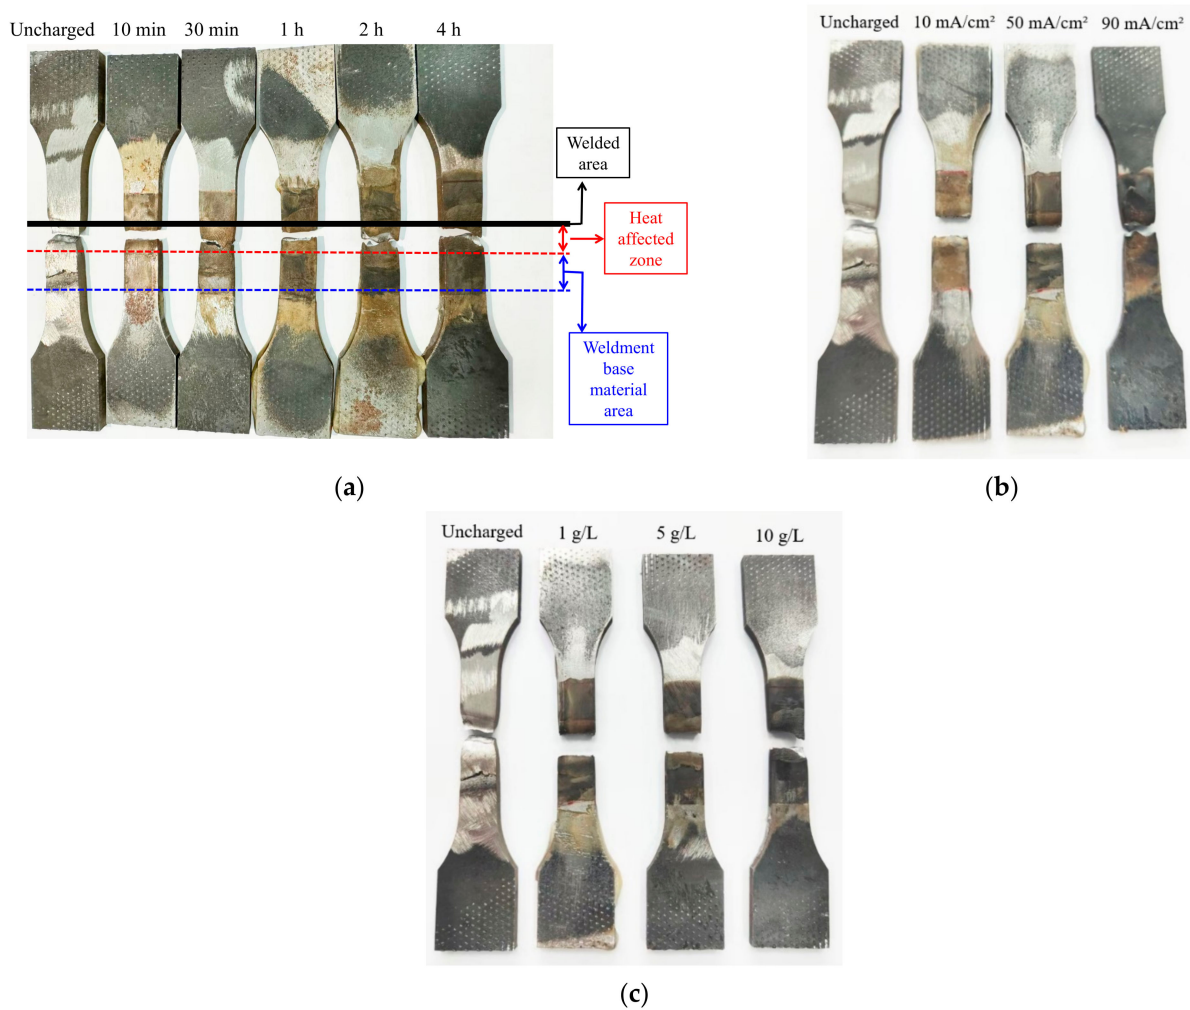 Uncharged 10 min 30 min 1 h 2 h 4 h
Welded
area
Heat
affected
zone
Weldment
base
material
area
(a)
Uncharged 10 mA/cm² 50 mA/cm² 90 mA/cm²
(b)
Uncharged 1 g/L 5 g/L 10 g/L
(c)